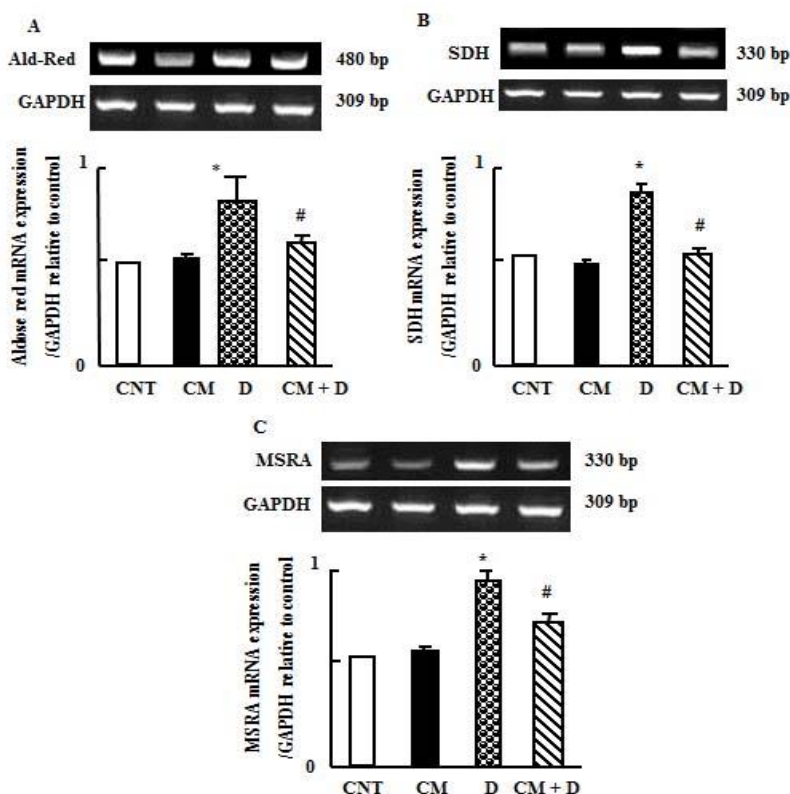 A
Ald-Red 480 bp
GAPDH 309 bp
Aldose red mRNA expression
/GAPDH relative to control
1
*
#
0
CNT CM D CM + D
B
SDH 330 bp
GAPDH 309 bp
SDH mRNA expression
/GAPDH relative to control
1
*
#
0
CNT CM D CM + D
C
MSRA 330 bp
GAPDH 309 bp
MSRA mRNA expression
/GAPDH relative to control
1
*
#
0
CNT CM D CM + D